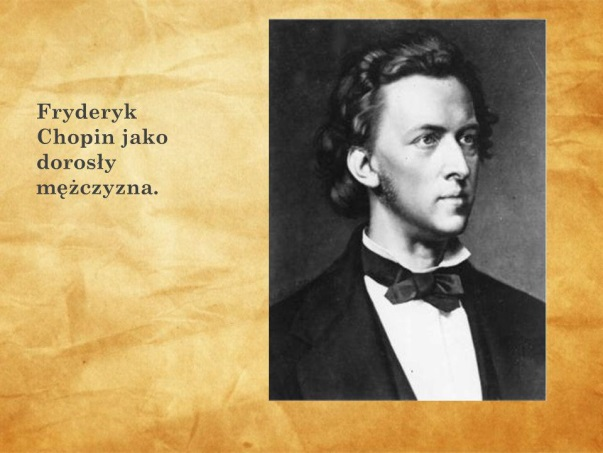 Fryderyk
Chopin jako
dorosły
mężczyzna.